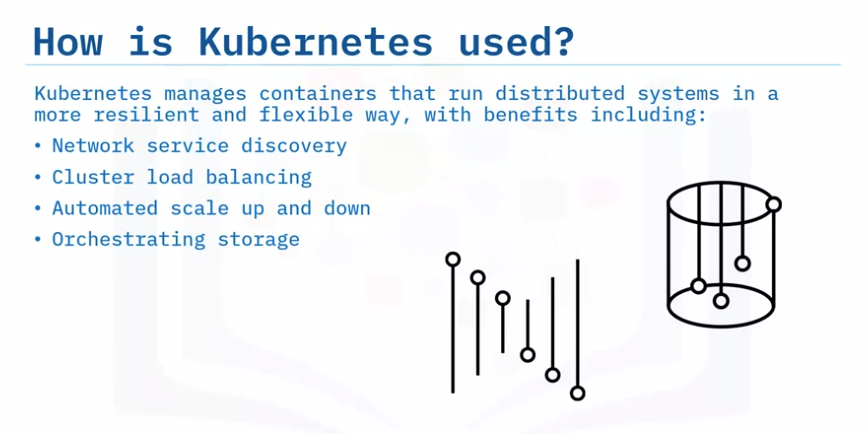 How is Kubernetes used?
Kubernetes manages containers that run distributed systems in a
more resilient and flexible way, with benefits including:
• Network service discovery
• Cluster load balancing
• Automated scale up and down
• Orchestrating storage